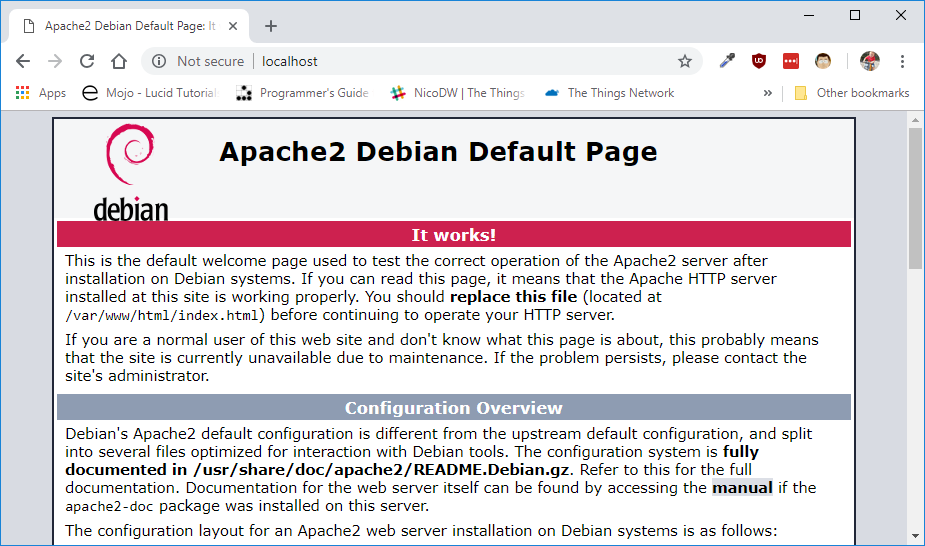 Apache2 Debian Default Page: It
Not secure | localhost
Apps Mojo - Lucid Tutorial Programmer's Guide NicoDW | The Things The Things Network » Other bookmarks
debian
Apache2 Debian Default Page
It works!
This is the default welcome page used to test the correct operation of the Apache2 server after
installation on Debian systems. If you can read this page, it means that the Apache HTTP server
installed at this site is working properly. You should replace this file (located at
/var/www/html/index.html) before continuing to operate your HTTP server.
If you are a normal user of this web site and don't know what this page is about, this probably means
that the site is currently unavailable due to maintenance. If the problem persists, please contact the
site's administrator.
Configuration Overview
Debian's Apache2 default configuration is different from the upstream default configuration, and split
into several files optimized for interaction with Debian tools. The configuration system is fully
documented in /usr/share/doc/apache2/README.Debian.gz. Refer to this for the full
documentation. Documentation for the web server itself can be found by accessing the manual if the
apache2-doc package was installed on this server.
The configuration layout for an Apache2 web server installation on Debian systems is as follows: